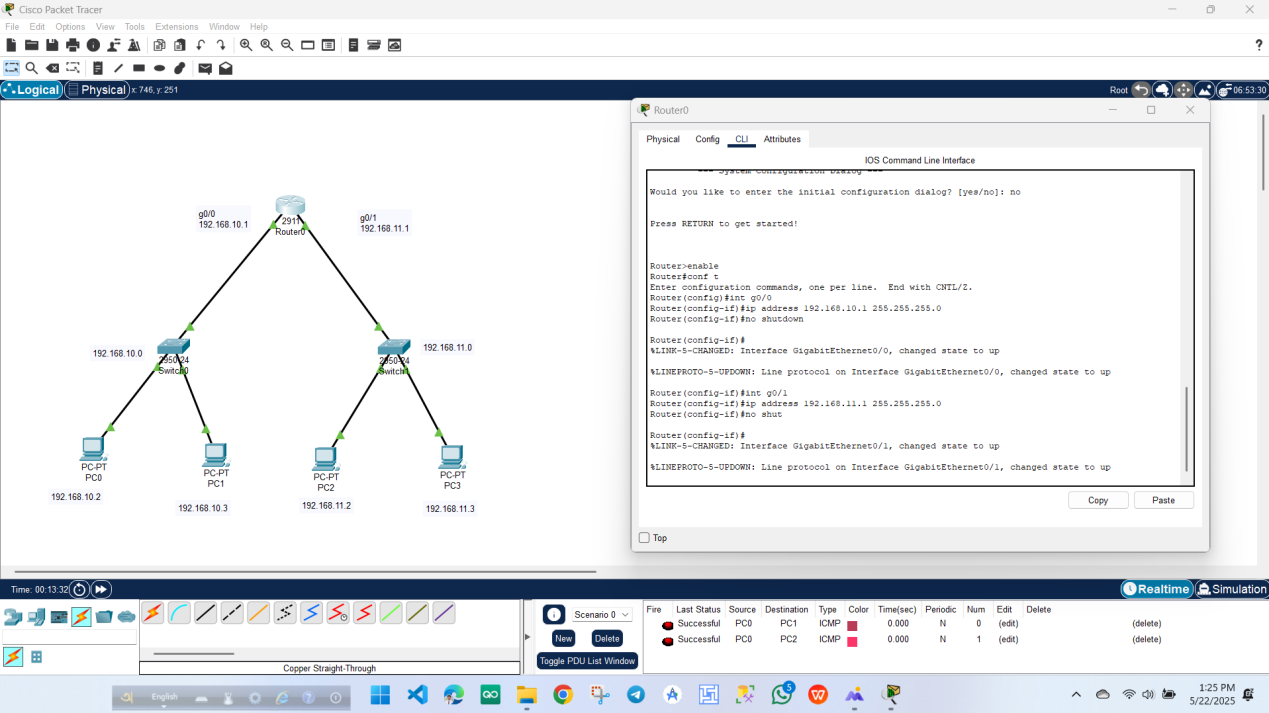 Cisco Packet Tracer
File Edit Options View Tools Extensions Window Help
Logical Physical x: 746, y: 251 Root 06:53:30
g0/0
192.168.10.1
g0/1
192.168.11.1
2911
Router0
192.168.10.0
2950-24
Switch0
2950-24
192.168.11.0
PC-PT
PC0
PC-PT
PC1
PC-PT
PC2
PC-PT
PC3
192.168.10.2
192.168.10.3
192.168.11.2
192.168.11.3
Router0
Physical Config CLI Attributes
IOS Command Line Interface
--- System Configuration Dialog ---
Would you like to enter the initial configuration dialog? [yes/no]: no
Press RETURN to get started!
Router>enable
Router#conf t
Enter configuration commands, one per line. End with CNTL/Z.
Router(config)#int g0/0
Router(config-if)#ip address 192.168.10.1 255.255.255.0
Router(config-if)#no shutdown
Router(config-if)#
%LINK-5-CHANGED: Interface GigabitEthernet0/0, changed state to up
%LINEPROTO-5-UPDOWN: Line protocol on Interface GigabitEthernet0/0, changed state to up
Router(config-if)#int g0/1
Router(config-if)#ip address 192.168.11.1 255.255.255.0
Router(config-if)#no shut
Router(config-if)#
%LINK-5-CHANGED: Interface GigabitEthernet0/1, changed state to up
%LINEPROTO-5-UPDOWN: Line protocol on Interface GigabitEthernet0/1, changed state to up
Copy Paste
Top
Time: 00:13:32 Realtime Simulation
Scenario 0
New Delete
Toggle PDU List Window
Copper Straight-Through
Fire Last Status Source Destination Type Color Time(sec) Periodic Num Edit Delete
Successful PC0 PC1 ICMP 0.000 N 0 (edit) (delete)
Successful PC0 PC2 ICMP 0.000 N 1 (edit) (delete)
English
5
1:25 PM
5/22/2025